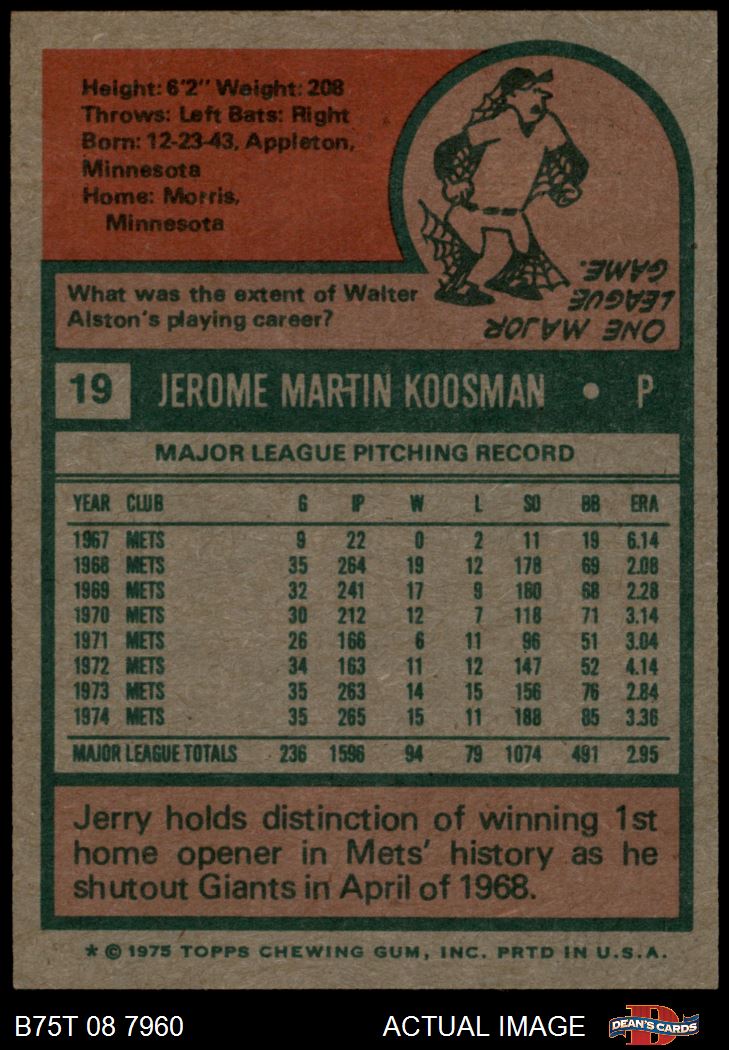 Height: 6'2" Weight: 208
Throws: Left Bats: Right
Born: 12-23-43, Appleton,
Minnesota
Home: Morris,
Minnesota
What was the extent of Walter
Alston's playing career?
ONE MAJOR
LEAGUE
GAME.
19 JEROME MARTIN KOOSMAN • P
MAJOR LEAGUE PITCHING RECORD
YEAR CLUB G IP W L SO BB ERA
1967 METS 9 22 0 2 11 19 6.14
1968 METS 35 264 19 12 178 69 2.08
1969 METS 32 241 17 9 180 68 2.28
1970 METS 30 212 12 7 118 71 3.14
1971 METS 26 166 6 11 96 51 3.04
1972 METS 34 163 11 12 147 52 4.14
1973 METS 35 263 14 15 156 76 2.84
1974 METS 35 265 15 11 188 85 3.36
MAJOR LEAGUE TOTALS 236 1596 94 79 1074 491 2.95
Jerry holds distinction of winning 1st
home opener in Mets' history as he
shutout Giants in April of 1968.
* © 1975 TOPPS CHEWING GUM, INC. PRTD IN U.S.A.
B75T 08 7960 ACTUAL IMAGE DEAN'S CARDS